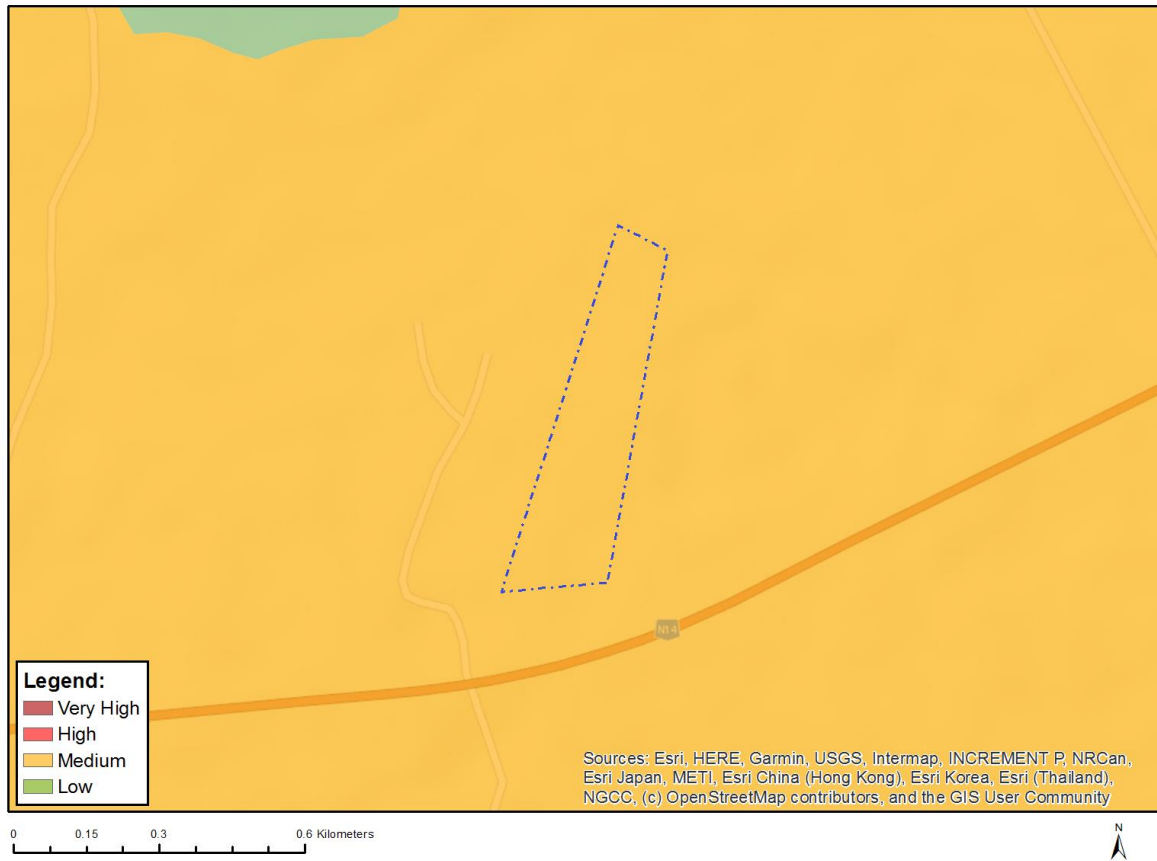 N14
Legend:
Very High
High
Medium
Low
Sources: Esri, HERE, Garmin, USGS, Intermap, INCREMENT P, NRCan,
Esri Japan, METI, Esri China (Hong Kong), Esri Korea, Esri (Thailand),
NGCC, (c) OpenStreetMap contributors, and the GIS User Community
0 0.15 0.3 0.6 Kilometers
N